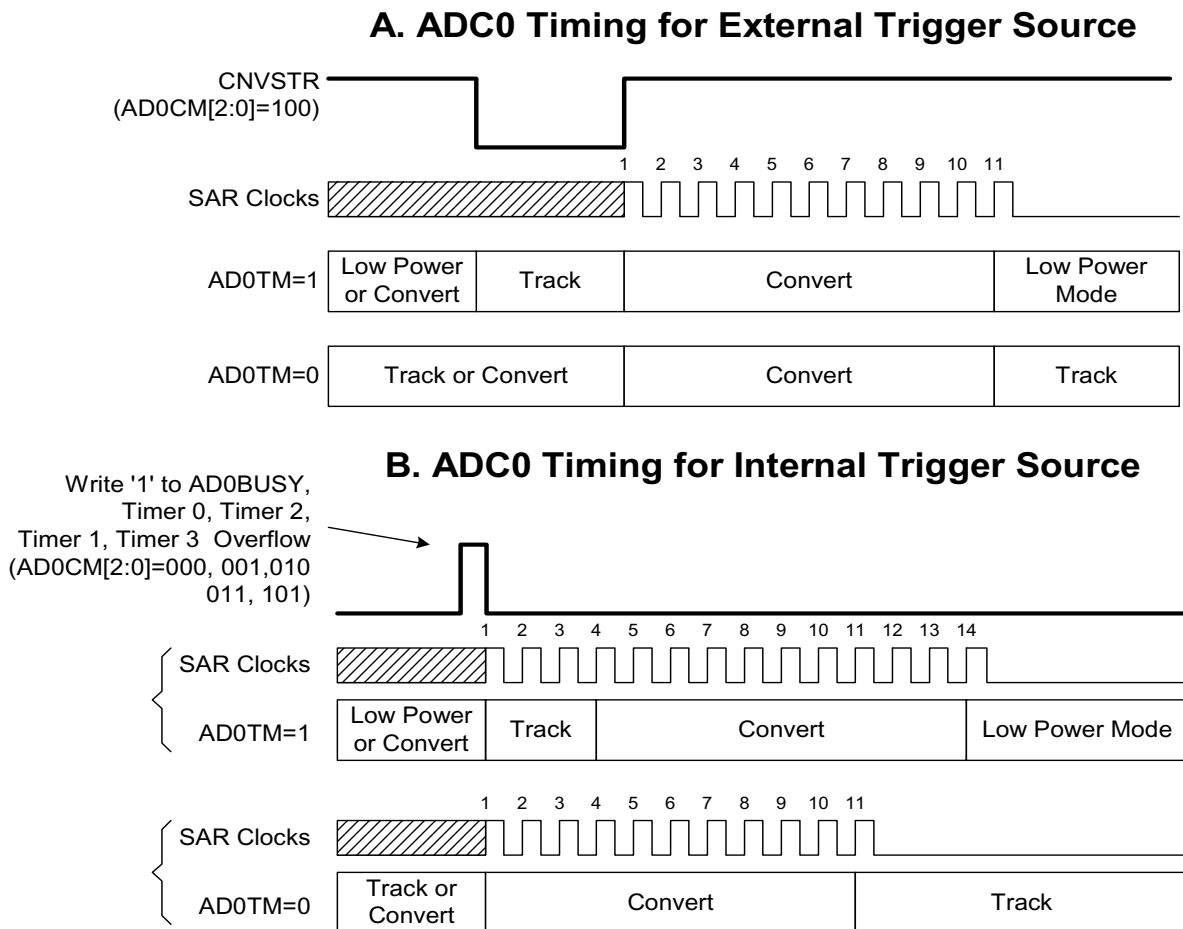 A. ADC0 Timing for External Trigger Source
CNVSTR
(AD0CM[2:0]=100)
1 2 3 4 5 6 7 8 9 10 11
SAR Clocks
AD0TM=1
Low Power
or Convert
Track
Convert
Low Power
Mode
AD0TM=0
Track or Convert
Convert
Track
B. ADC0 Timing for Internal Trigger Source
Write '1' to AD0BUSY,
Timer 0, Timer 2,
Timer 1, Timer 3 Overflow
(AD0CM[2:0]=000, 001,010
011, 101)
1 2 3 4 5 6 7 8 9 10 11 12 13 14
SAR Clocks
AD0TM=1
Low Power
or Convert
Track
Convert
Low Power Mode
1 2 3 4 5 6 7 8 9 10 11
SAR Clocks
AD0TM=0
Track or
Convert
Convert
Track